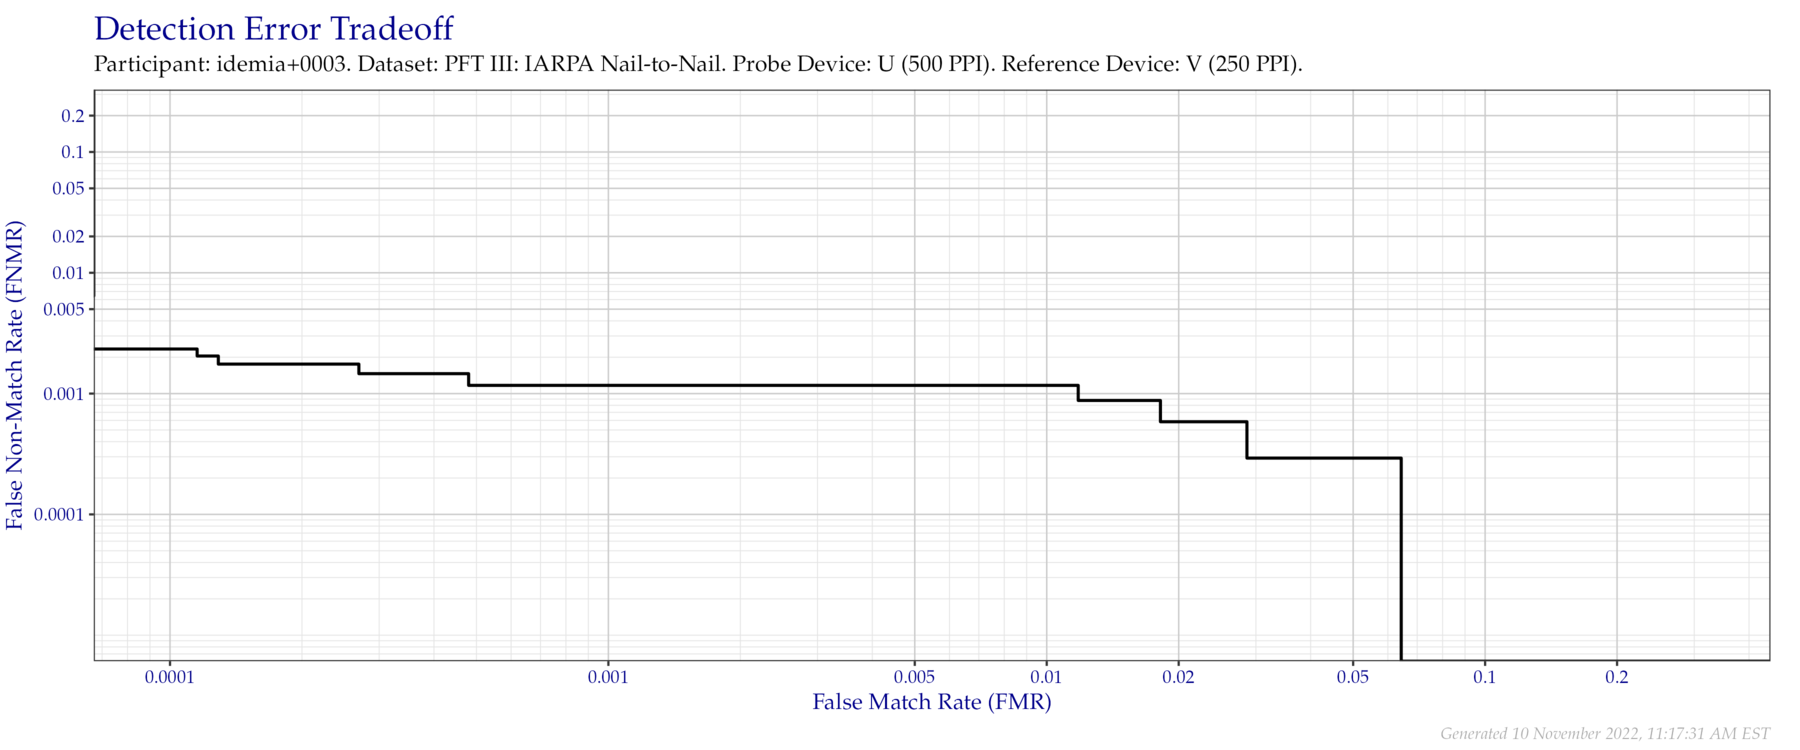 Detection Error Tradeoff
Participant: idemia+0003. Dataset: PFT III: IARPA Nail-to-Nail. Probe Device: U (500 PPI). Reference Device: V (250 PPI).
False Non-Match Rate (FNMR)
0.2
0.1
0.05
0.02
0.01
0.005
0.001
0.0001
0.0001 0.001 0.005 0.01 0.02 0.05 0.1 0.2
False Match Rate (FMR)
Generated 10 November 2022, 11:17:31 AM EST